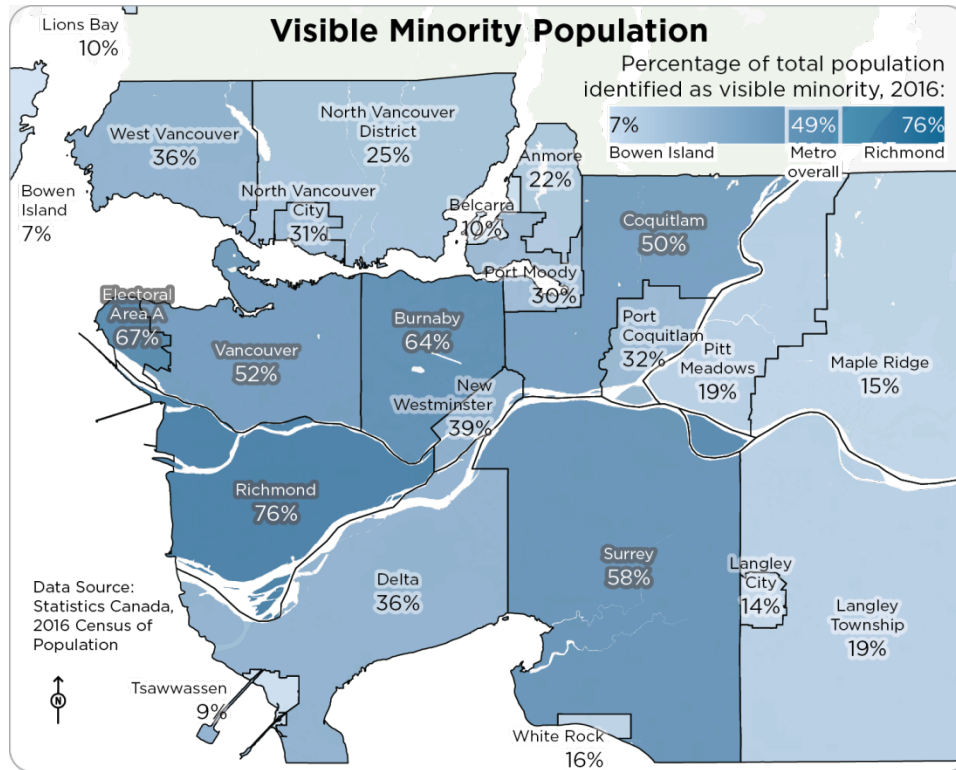 Visible Minority Population
Percentage of total population
identified as visible minority, 2016:
7%
49%
76%
Bowen Island
Metro
overall
Richmond
Lions Bay
10%
West Vancouver
36%
North Vancouver
District
25%
Anmore
22%
Bowen
Island
7%
North Vancouver
City
31%
Belcarra
10%
Coquitlam
50%
Port Moody
30%
Electoral
Area A
67%
Vancouver
52%
Burnaby
64%
Port
Coquitlam
32%
Pitt
Meadows
19%
Maple Ridge
15%
New
Westminster
39%
Richmond
76%
Surrey
58%
Langley
City
14%
Langley
Township
19%
Delta
36%
Data Source:
Statistics Canada,
2016 Census of
Population
N
Tsawwassen
9%
White Rock
16%